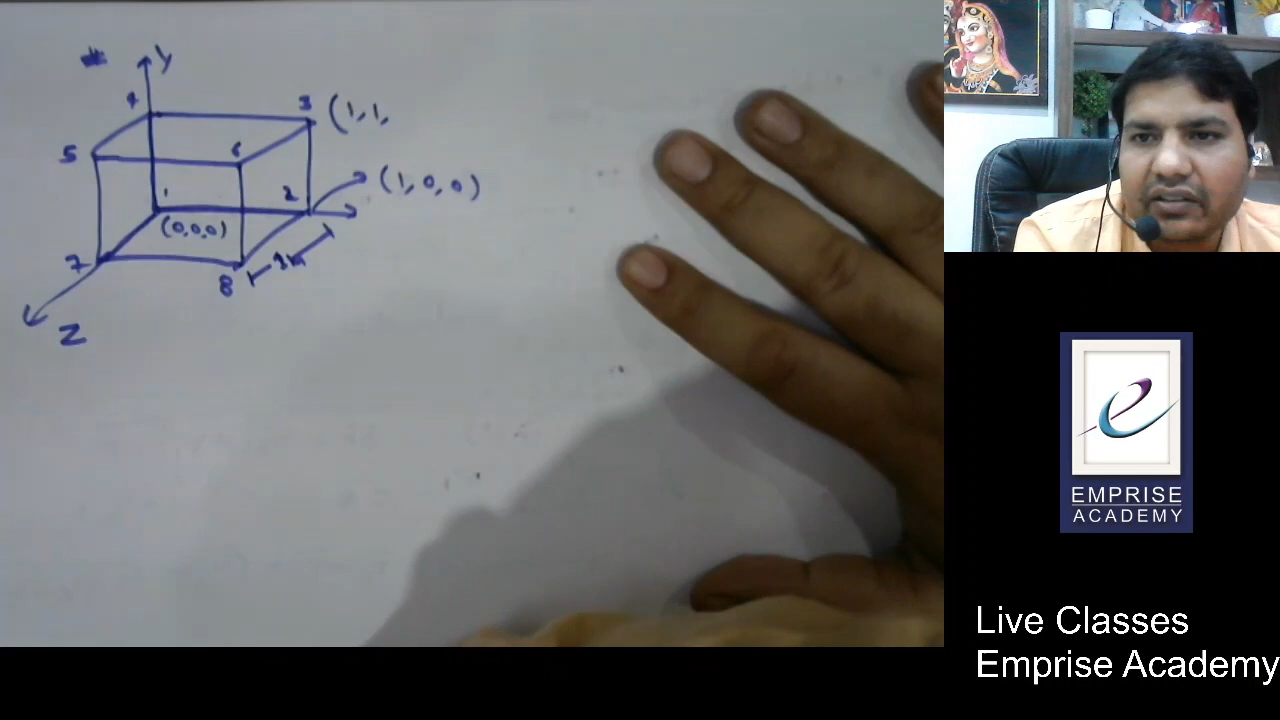 Y
4
3 (1, 1,
5
6
1
2
(1, 0, 0)
(0,0,0)
7
8
Z
e
EMPRISE
ACADEMY
Live Classes
Emprise Academy